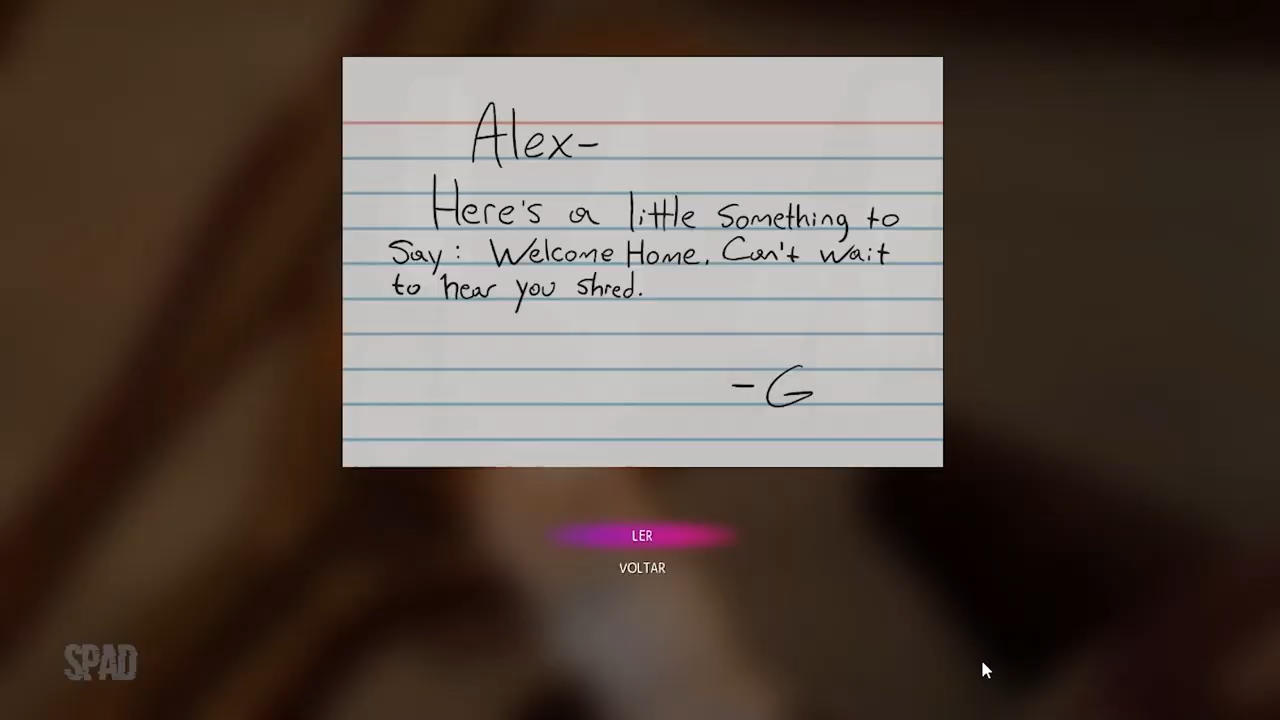 Alex-
Here's a little something to
Say: Welcome Home. Can't wait
to hear you shred.
-G
LER
VOLTAR
SPAD